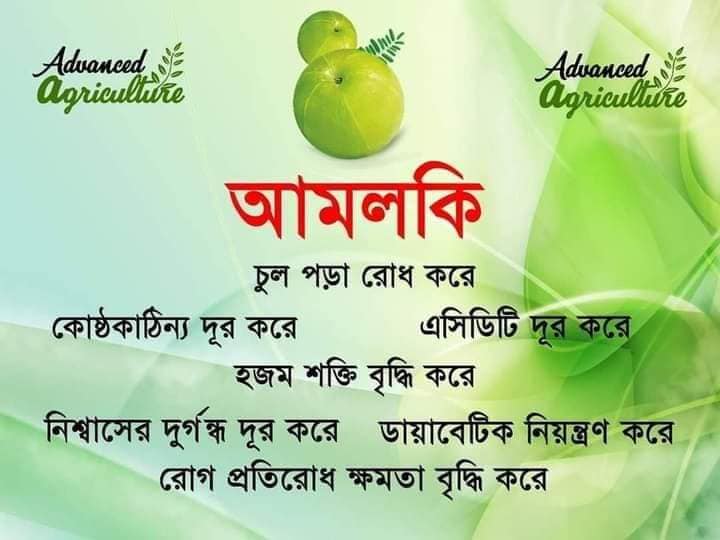 Advanced Agriculture
Advanced Agriculture
আমলকি
চুল পড়া রোধ করে
কোষ্ঠকাঠিন্য দূর করে
এসিডিটি দূর করে
হজম শক্তি বৃদ্ধি করে
নিশ্বাসের দুর্গন্ধ দূর করে
ডায়াবেটিক নিয়ন্ত্রণ করে
রোগ প্রতিরোধ ক্ষমতা বৃদ্ধি করে